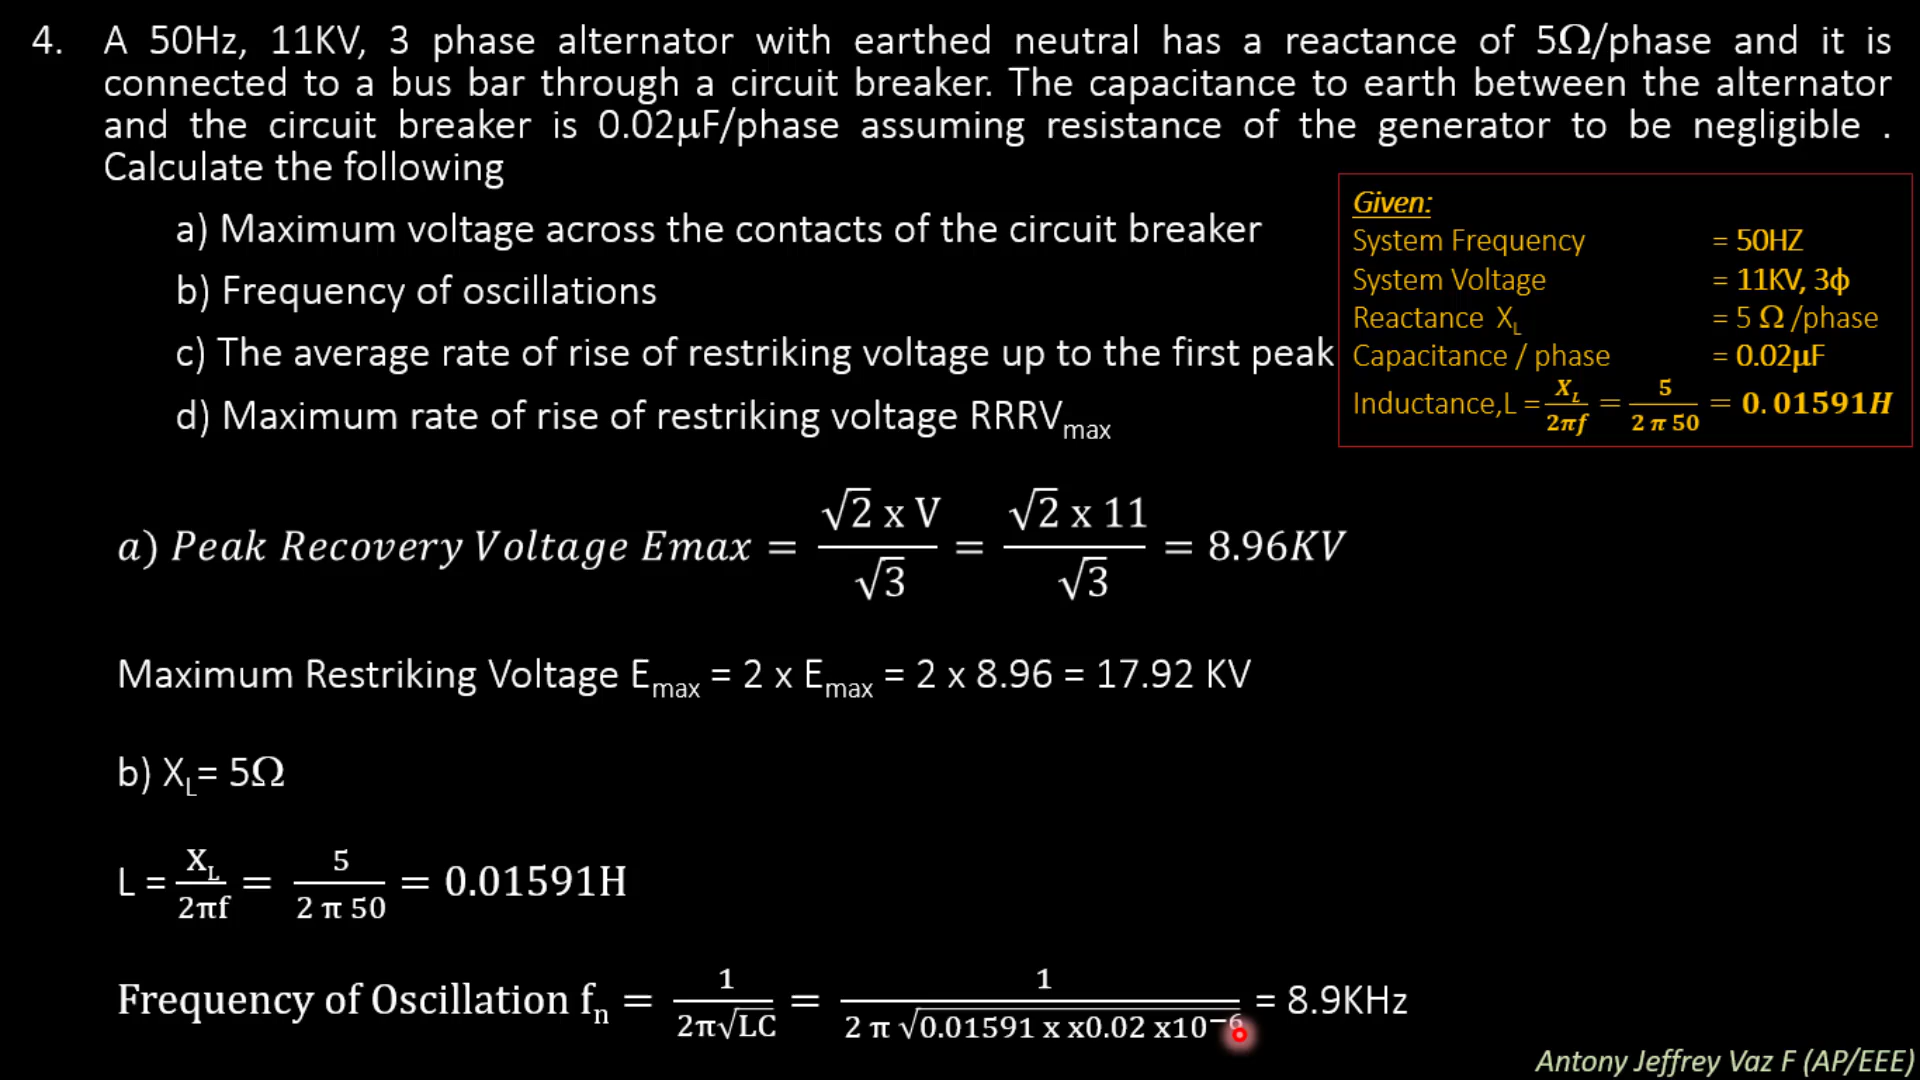 4. A 50Hz, 11KV, 3 phase alternator with earthed neutral has a reactance of 5Ω/phase and it is
connected to a bus bar through a circuit breaker. The capacitance to earth between the alternator
and the circuit breaker is 0.02μF/phase assuming resistance of the generator to be negligible .
Calculate the following
a) Maximum voltage across the contacts of the circuit breaker
b) Frequency of oscillations
c) The average rate of rise of restriking voltage up to the first peak
d) Maximum rate of rise of restriking voltage RRRVmax
Given:
System Frequency = 50HZ
System Voltage = 11KV, 3ϕ
Reactance XL = 5 Ω /phase
Capacitance / phase = 0.02μF
Inductance,L = XL/2πf = 5/2 π 50 = 0.01591H
a) Peak Recovery Voltage Emax = √2 x V/√3 = √2 x 11/√3 = 8.96KV
Maximum Restriking Voltage Emax = 2 x Emax = 2 x 8.96 = 17.92 KV
b) XL= 5Ω
L = XL/2πf = 5/2 π 50 = 0.01591H
Frequency of Oscillation fn = 1/2π√LC = 1/2 π √0.01591 x x0.02 x10−6 = 8.9KHz
Antony Jeffrey Vaz F (AP/EEE)